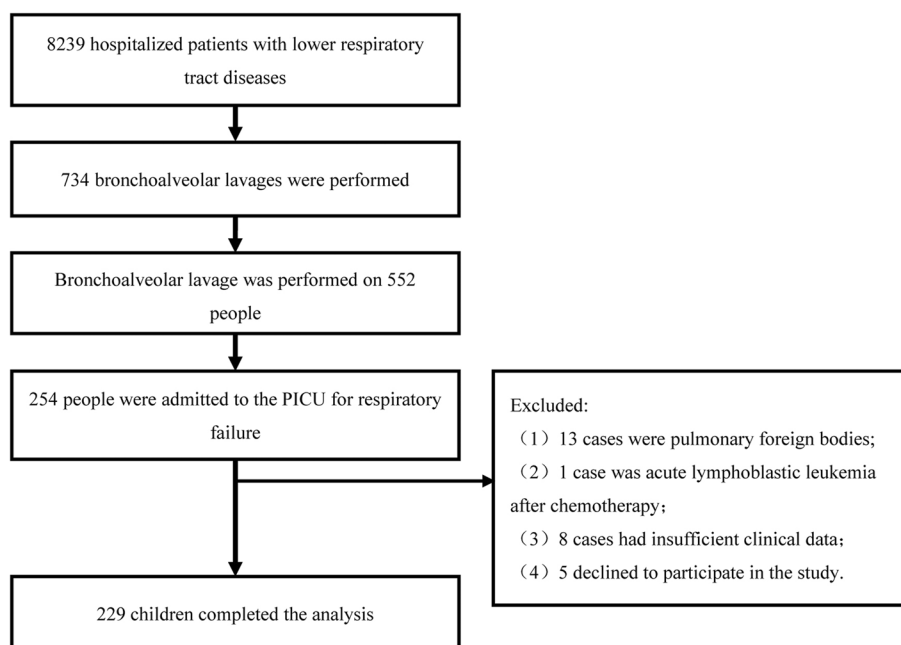 8239 hospitalized patients with lower respiratory
tract diseases
734 bronchoalveolar lavages were performed
Bronchoalveolar lavage was performed on 552
people
254 people were admitted to the PICU for respiratory
failure
Excluded:
（1）13 cases were pulmonary foreign bodies;
（2）1 case was acute lymphoblastic leukemia
after chemotherapy；
（3）8 cases had insufficient clinical data；
（4）5 declined to participate in the study.
229 children completed the analysis